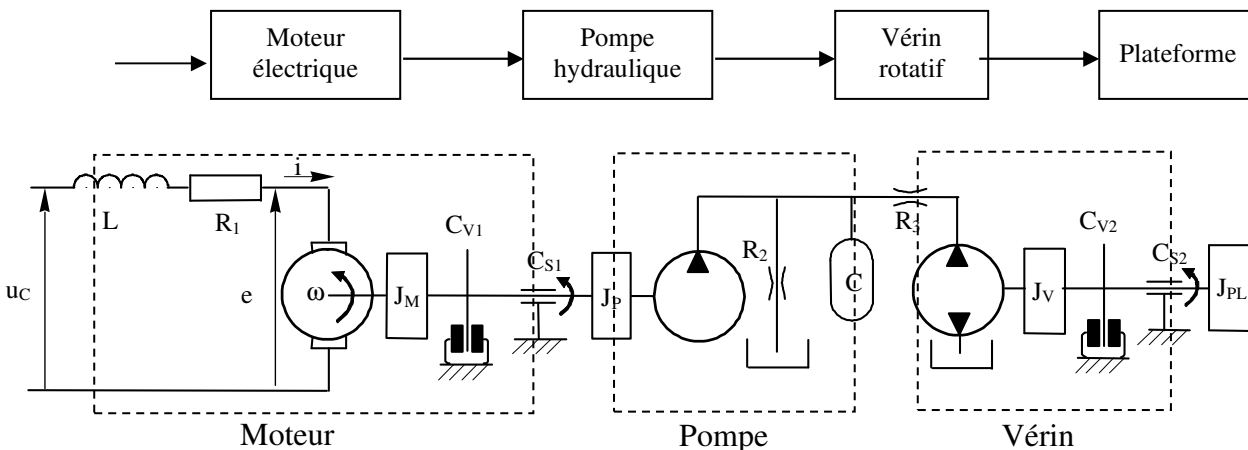 Moteur
électrique
Pompe
hydraulique
Vérin
rotatif
Plateforme
i
L
R1
CV1
CS1
R2
R3
CV2
CS2
uC
e
ω
JM
JP
C
JV
JPL
Moteur
Pompe
Vérin